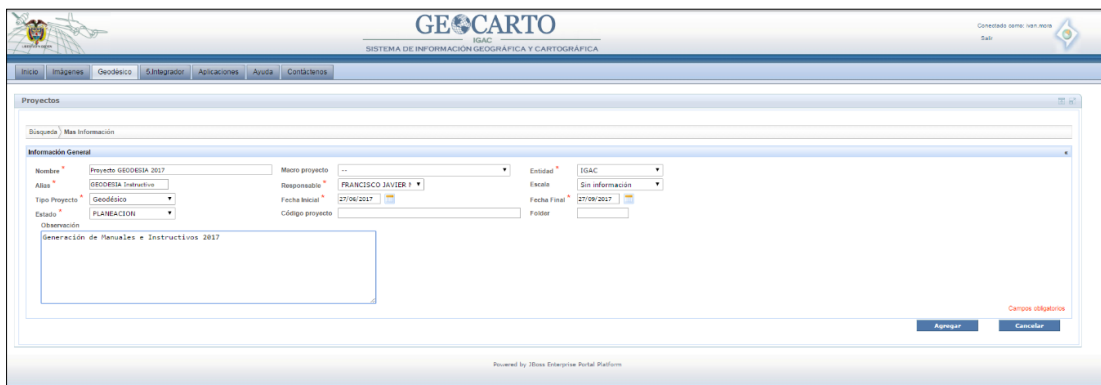 GEOCARTO
IGAC
SISTEMA DE INFORMACIÓN GEOGRÁFICA Y CARTOGRÁFICA
Conectado como: ivan.mora
Salir
Inicio Imágenes Geodésico S.Integrador Aplicaciones Ayuda Contáctenos
Proyectos
Búsqueda Mas Información
Información General
Nombre * Proyecto GEODESIA 2017 Macro proyecto -- Entidad * IGAC
Alias * GEODESIA Instructivo Responsable * FRANCISCO JAVIER Escala Sin información
Tipo Proyecto * Geodésico Fecha Inicial * 27/06/2017 Fecha Final * 27/09/2017
Estado * PLANEACION Código proyecto Folder
Observación
Generación de Manuales e Instructivos 2017
Campos obligatorios
Agregar Cancelar
Powered by JBoss Enterprise Portal Platform